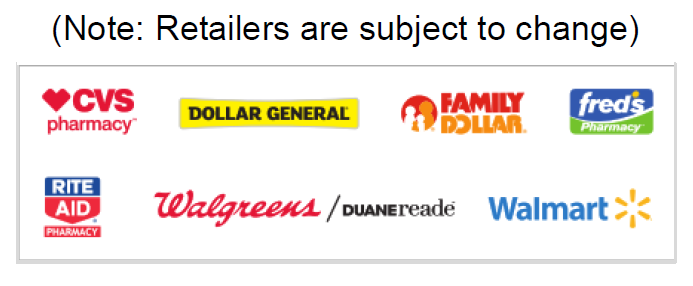 (Note: Retailers are subject to change)
CVS
pharmacy
DOLLAR GENERAL
FAMILY
DOLLAR
fred's
Pharmacy
RITE
AID
PHARMACY
Walgreens / DUANEreade
Walmart